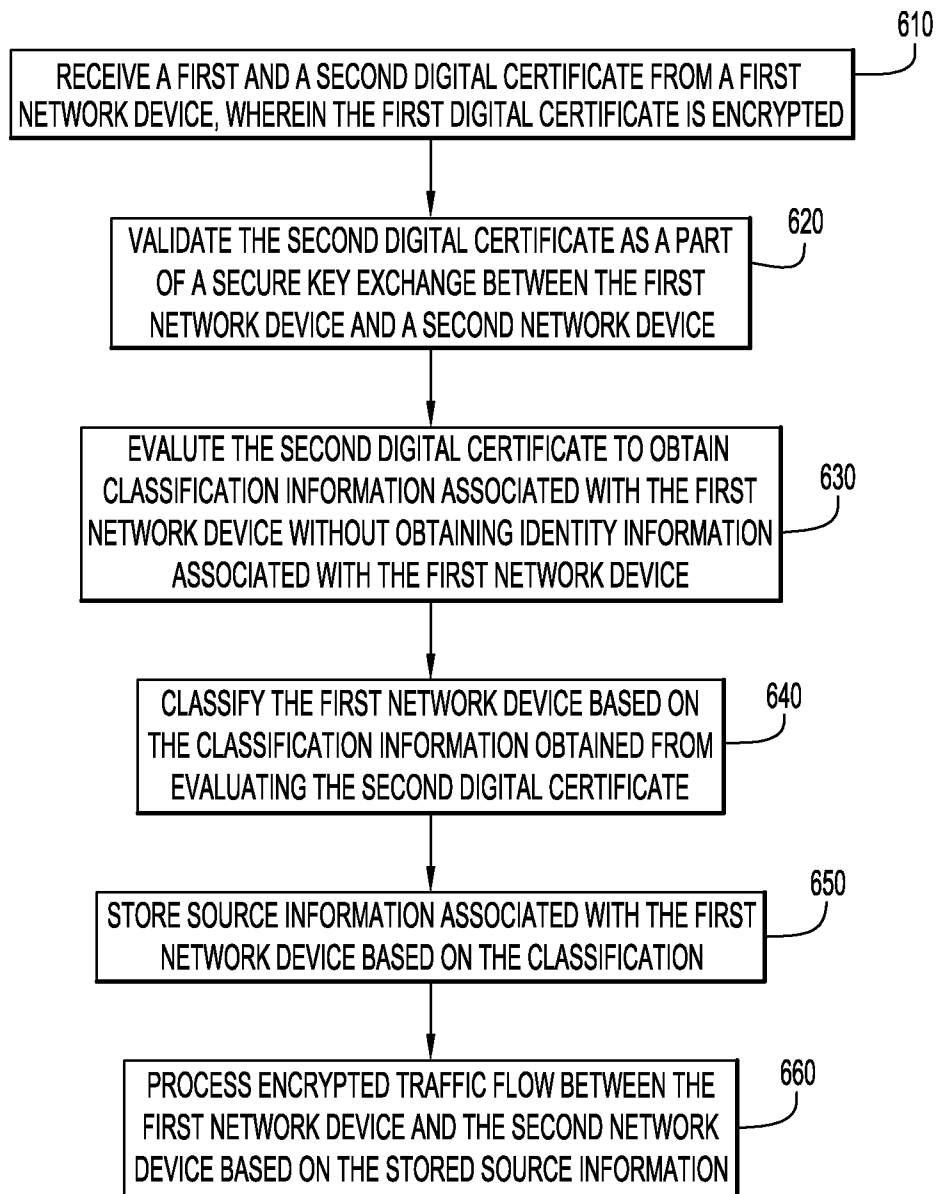 610
RECEIVE A FIRST AND A SECOND DIGITAL CERTIFICATE FROM A FIRST
NETWORK DEVICE, WHEREIN THE FIRST DIGITAL CERTIFICATE IS ENCRYPTED
620
VALIDATE THE SECOND DIGITAL CERTIFICATE AS A PART
OF A SECURE KEY EXCHANGE BETWEEN THE FIRST
NETWORK DEVICE AND A SECOND NETWORK DEVICE
630
EVALUTE THE SECOND DIGITAL CERTIFICATE TO OBTAIN
CLASSIFICATION INFORMATION ASSOCIATED WITH THE FIRST
NETWORK DEVICE WITHOUT OBTAINING IDENTITY INFORMATION
ASSOCIATED WITH THE FIRST NETWORK DEVICE
640
CLASSIFY THE FIRST NETWORK DEVICE BASED ON
THE CLASSIFICATION INFORMATION OBTAINED FROM
EVALUATING THE SECOND DIGITAL CERTIFICATE
650
STORE SOURCE INFORMATION ASSOCIATED WITH THE FIRST
NETWORK DEVICE BASED ON THE CLASSIFICATION
660
PROCESS ENCRYPTED TRAFFIC FLOW BETWEEN THE
FIRST NETWORK DEVICE AND THE SECOND NETWORK
DEVICE BASED ON THE STORED SOURCE INFORMATION